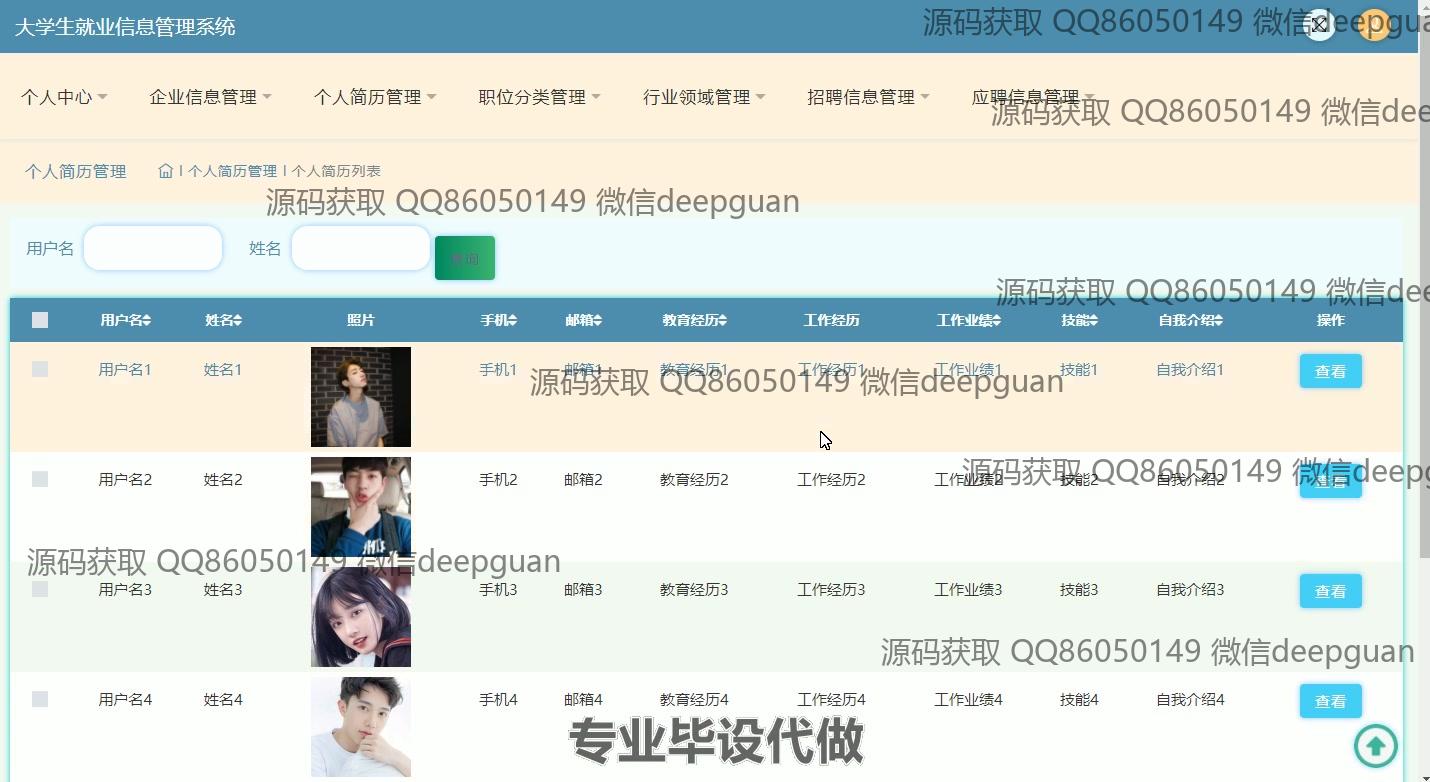 大学生就业信息管理系统
源码获取 QQ86050149 微信deepgua
个人中心 企业信息管理 个人简历管理 职位分类管理 行业领域管理 招聘信息管理 应聘信息管理
源码获取 QQ86050149 微信dee
个人简历管理 个人简历管理 个人简历列表
源码获取 QQ86050149 微信deepguan
用户名 姓名 查询
源码获取 QQ86050149 微信dee
用户名 姓名 照片 手机 邮箱 教育经历 工作经历 工作业绩 技能 自我介绍 操作
用户名1 姓名1 手机1 邮箱1 教育经历1 工作经历1 工作业绩1 技能1 自我介绍1 查看
源码获取 QQ86050149 微信deepguan
用户名2 姓名2 手机2 邮箱2 教育经历2 工作经历2 工作业绩2 技能2 自我介绍2 查看
源码获取 QQ86050149 微信deepg
源码获取 QQ86050149 微信deepguan
用户名3 姓名3 手机3 邮箱3 教育经历3 工作经历3 工作业绩3 技能3 自我介绍3 查看
源码获取 QQ86050149 微信deepguan
用户名4 姓名4 手机4 邮箱4 教育经历4 工作经历4 工作业绩4 技能4 自我介绍4 查看
专业毕设代做